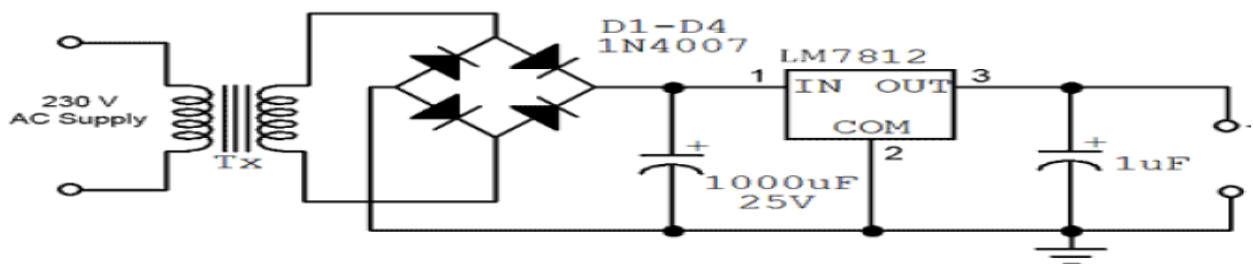 D1-D4
1N4007
LM7812
1
IN OUT
3
COM
2
230 V
AC Supply
Tx
+
1000uF
25V
+
1uF